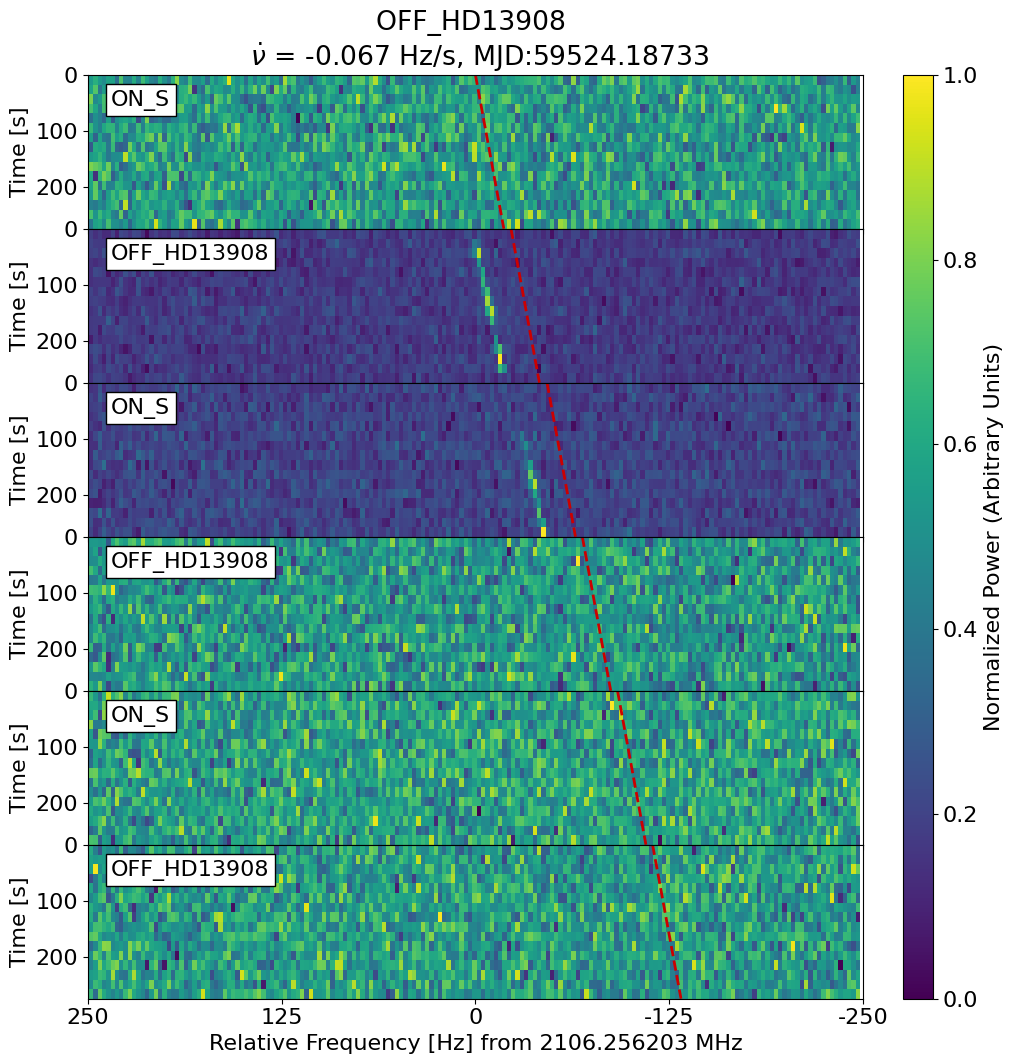 OFF_HD13908
ν̇ = -0.067 Hz/s, MJD:59524.18733
0
ON_S
100
200
Time [s]
0
OFF_HD13908
100
200
Time [s]
0
ON_S
100
200
Time [s]
0
OFF_HD13908
100
200
Time [s]
0
ON_S
100
200
Time [s]
0
OFF_HD13908
100
200
Time [s]
250 125 0 -125 -250
Relative Frequency [Hz] from 2106.256203 MHz
1.0
0.8
0.6
0.4
0.2
0.0
Normalized Power (Arbitrary Units)